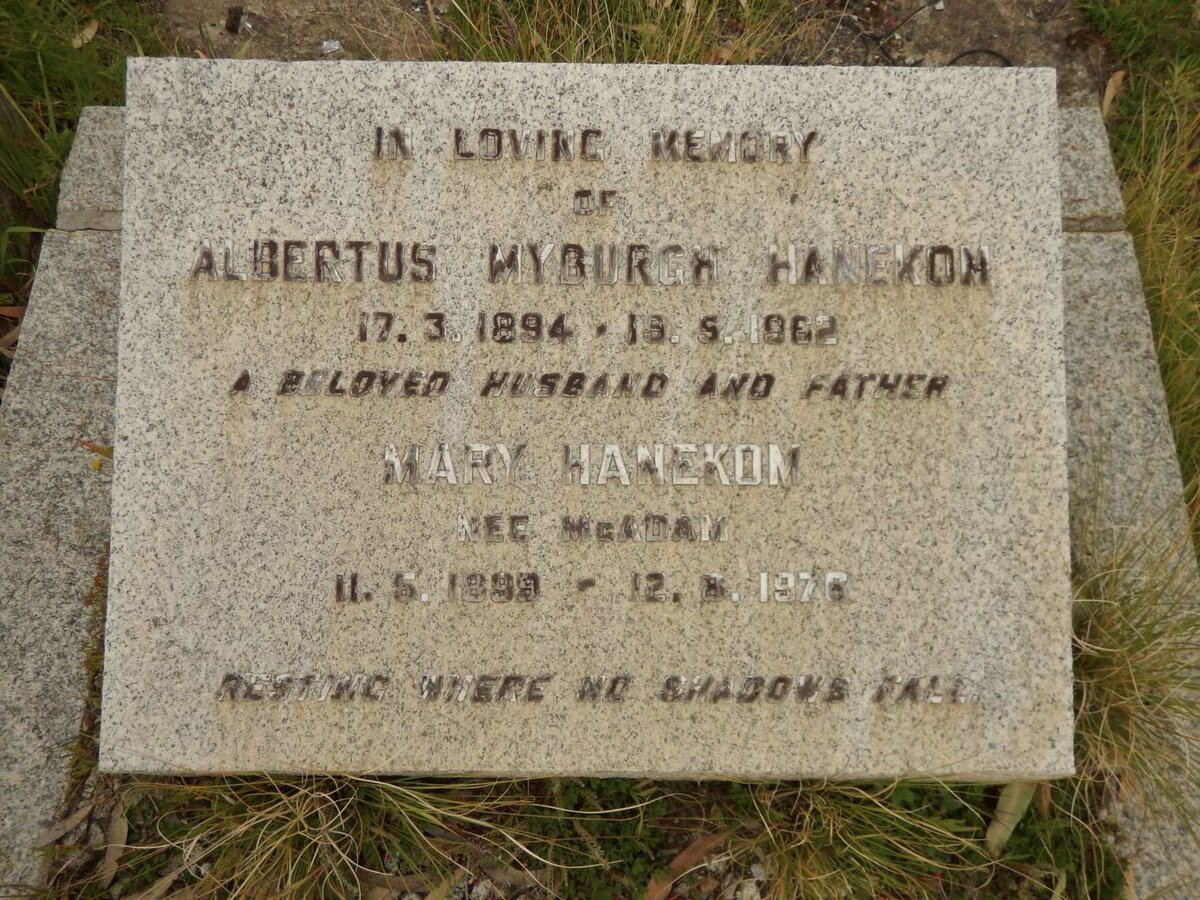 IN LOVING MEMORY
OF
ALBERTUS MYBURGH HANEKOM
17. 3. 1894 - 19. 5. 1962
A BELOVED HUSBAND AND FATHER
MARY HANEKOM
NEE McADAM
11. 5. 1899 - 12. 8. 1976
RESTING WHERE NO SHADOWS FALL.